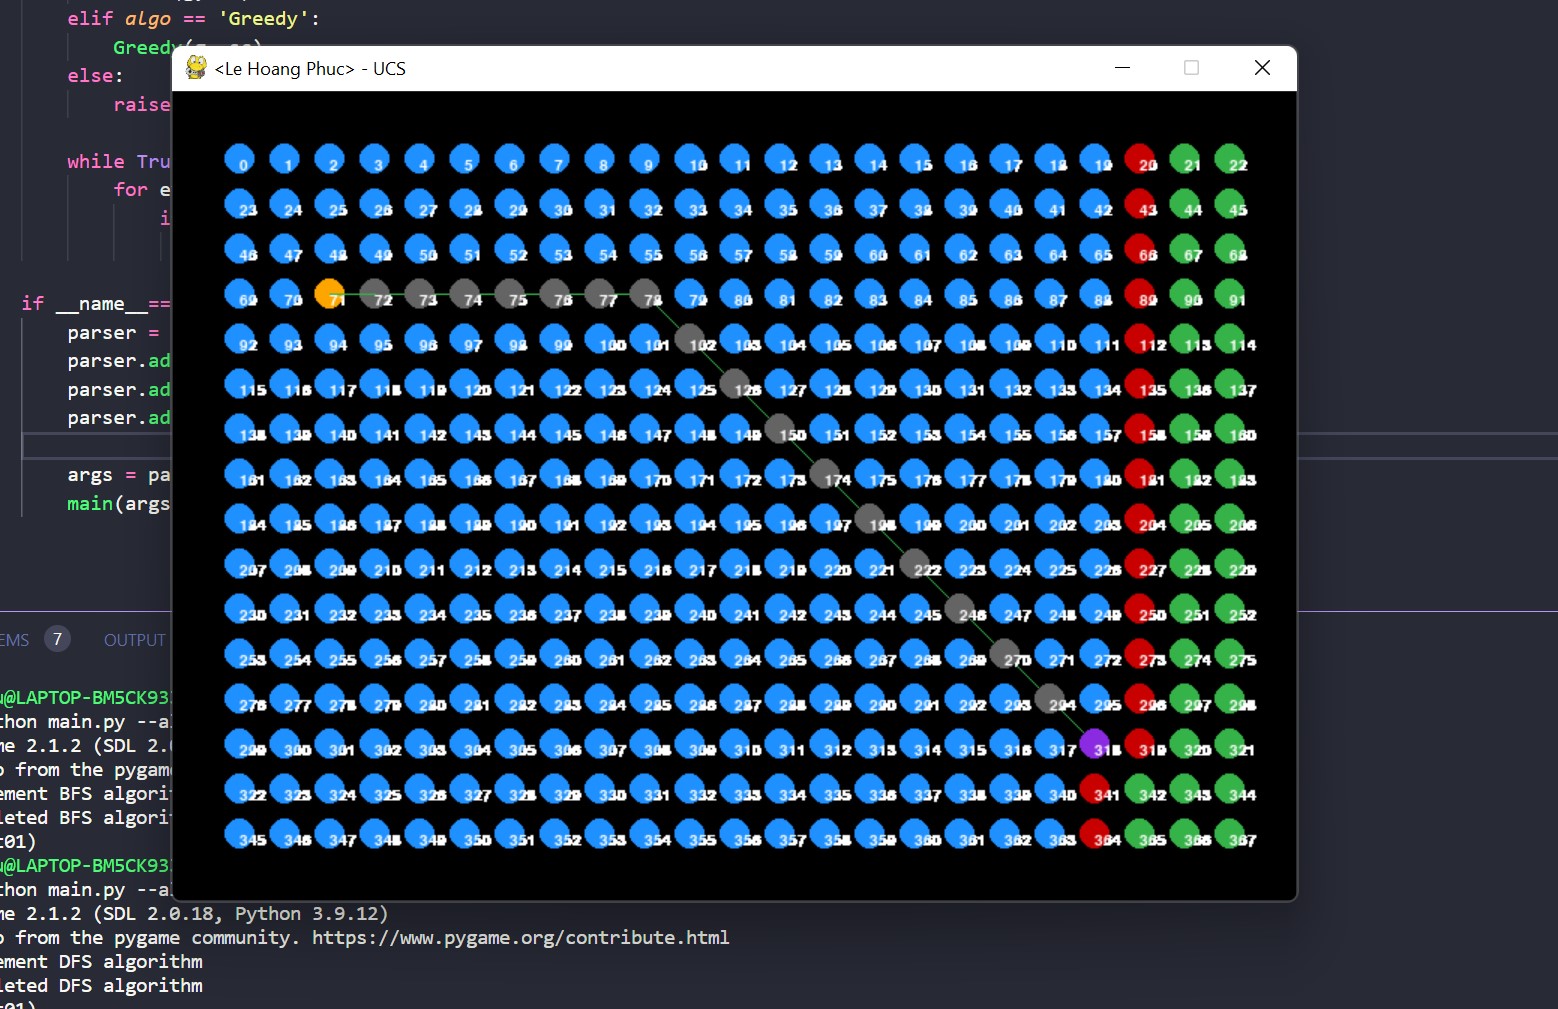 elif algo == 'Greedy':
Greedy
else:
raise
while Tru
for e
i
if __name__==
parser =
parser.ad
parser.ad
parser.ad
args = pa
main(args
<Le Hoang Phuc> - UCS
0 1 2 3 4 5 6 7 8 9 10 11 12 13 14 15 16 17 18 19 20 21 22
23 24 25 26 27 28 29 30 31 32 33 34 35 36 37 38 39 40 41 42 43 44 45
46 47 48 49 50 51 52 53 54 55 56 57 58 59 60 61 62 63 64 65 66 67 68
69 70 71 72 73 74 75 76 77 78 79 80 81 82 83 84 85 86 87 88 89 90 91
92 93 94 95 96 97 98 99 100 101 102 103 104 105 106 107 108 109 110 111 112 113 114
115 116 117 118 119 120 121 122 123 124 125 126 127 128 129 130 131 132 133 134 135 136 137
138 139 140 141 142 143 144 145 146 147 148 149 150 151 152 153 154 155 156 157 158 159 160
161 162 163 164 165 166 167 168 169 170 171 172 173 174 175 176 177 178 179 180 181 182 183
184 185 186 187 188 189 190 191 192 193 194 195 196 197 198 199 200 201 202 203 204 205 206
207 208 209 210 211 212 213 214 215 216 217 218 219 220 221 222 223 224 225 226 227 228 229
230 231 232 233 234 235 236 237 238 239 240 241 242 243 244 245 246 247 248 249 250 251 252
253 254 255 256 257 258 259 260 261 262 263 264 265 266 267 268 269 270 271 272 273 274 275
276 277 278 279 280 281 282 283 284 285 286 287 288 289 290 291 292 293 294 295 296 297 298
299 300 301 302 303 304 305 306 307 308 309 310 311 312 313 314 315 316 317 318 319 320 321
322 323 324 325 326 327 328 329 330 331 332 333 334 335 336 337 338 339 340 341 342 343 344
345 346 347 348 349 350 351 352 353 354 355 356 357 358 359 360 361 362 363 364 365 366 367
EMS 7 OUTPUT
u@LAPTOP-BM5CK93
thon main.py --a
me 2.1.2 (SDL 2.0
o from the pygame
ement BFS algorit
leted BFS algorit
t01)
u@LAPTOP-BM5CK93
thon main.py --a
me 2.1.2 (SDL 2.0.18, Python 3.9.12)
o from the pygame community. https://www.pygame.org/contribute.html
ement DFS algorithm
leted DFS algorithm